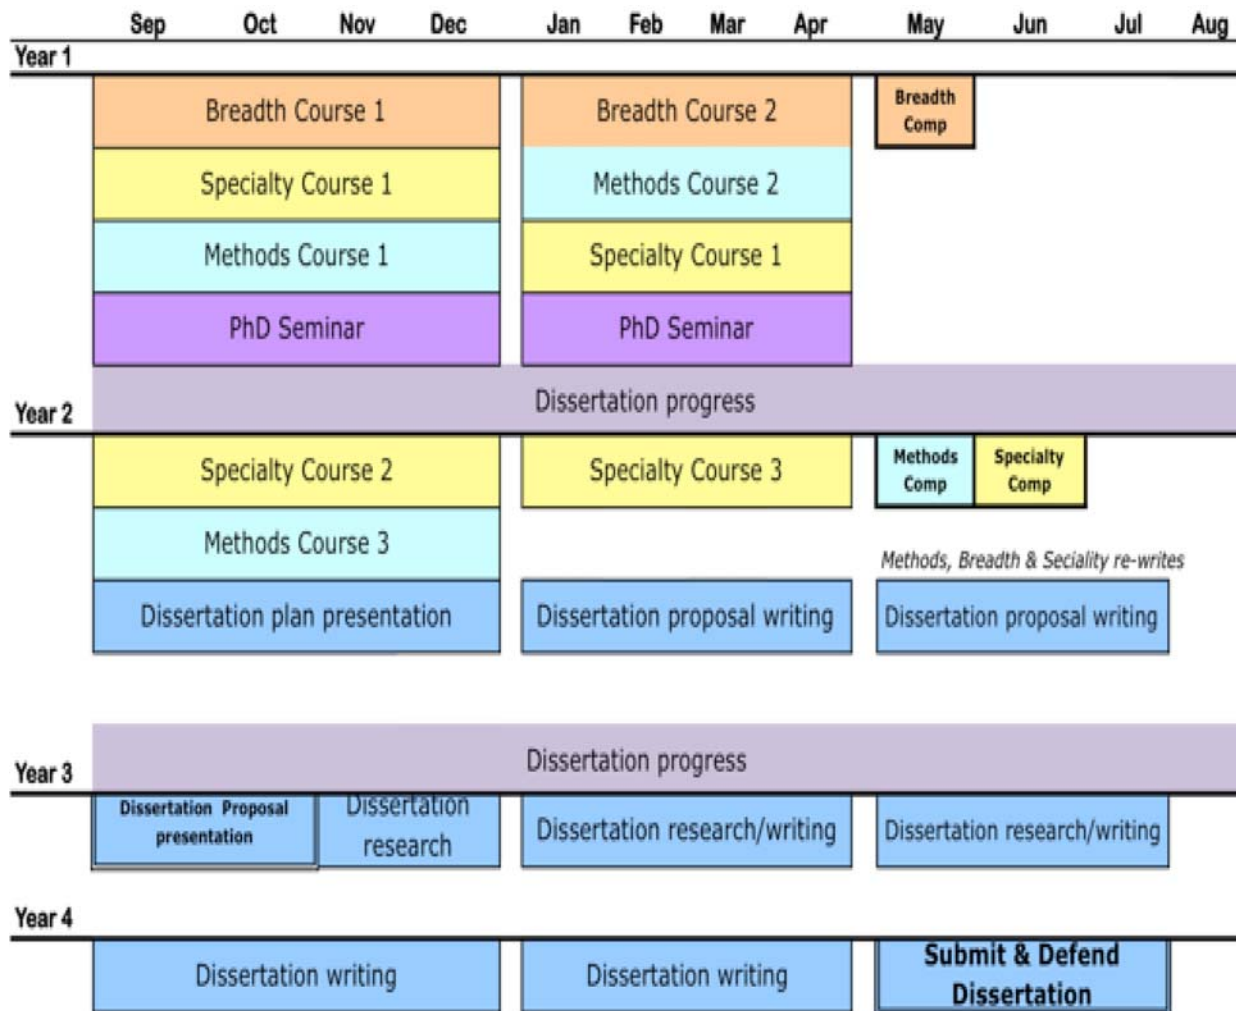 Sep Oct Nov Dec Jan Feb Mar Apr May Jun Jul Aug
Year 1
Breadth Course 1 Breadth Course 2 Breadth
Comp
Specialty Course 1 Methods Course 2
Methods Course 1 Specialty Course 1
PhD Seminar PhD Seminar
Dissertation progress
Year 2
Specialty Course 2 Specialty Course 3 Methods
Comp Specialty
Comp
Methods Course 3
Methods, Breadth & Seciality re-writes
Dissertation plan presentation Dissertation proposal writing Dissertation proposal writing
Dissertation progress
Year 3
Dissertation Proposal
presentation Dissertation
research Dissertation research/writing Dissertation research/writing
Year 4
Dissertation writing Dissertation writing Submit & Defend
Dissertation